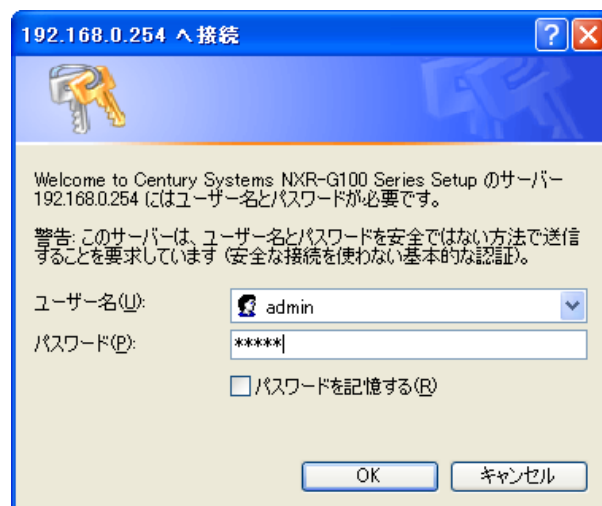 192.168.0.254 へ接続
Welcome to Century Systems NXR-G100 Series Setup のサーバー
192.168.0.254 にはユーザー名とパスワードが必要です。
警告: このサーバーは、ユーザー名とパスワードを安全ではない方法で送信
することを要求しています (安全な接続を使わない基本的な認証)。
ユーザー名(U):
admin
パスワード(P):
*****
パスワードを記憶する(R)
OK
キャンセル